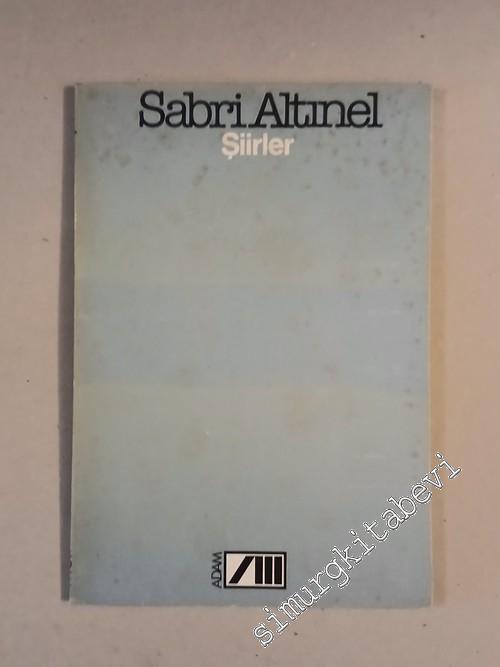 Sabri Altınel
Şiirler
ADAM
simurgkitabevi